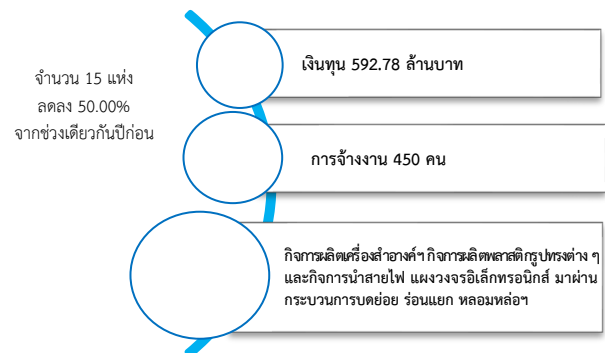 จำนวน 15 แห่ง
ลดลง 50.00%
จากช่วงเดียวกันปีก่อน
เงินทุน 592.78 ล้านบาท
การจ้างงาน 450 คน
กิจการผลิตเครื่องสำอางค์ฯ กิจการผลิตพลาสติกรูปทรงต่าง ๆ
และกิจการนำสายไฟ แผงวงจรอิเล็กทรอนิกส์ มาผ่าน
กระบวนการบดย่อย ร่อนแยก หลอมหล่อฯ